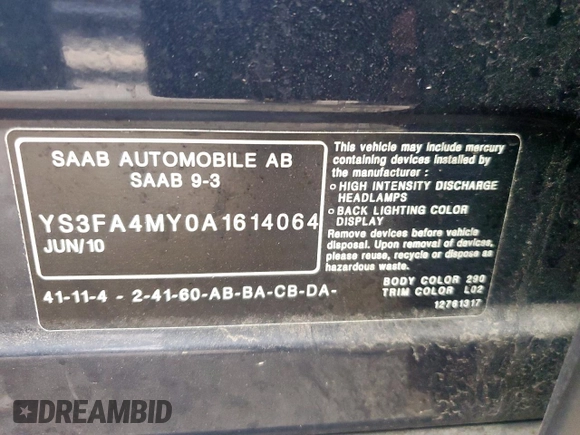 SAAB AUTOMOBILE AB
SAAB 9-3
YS3FA4MY0A1614064
JUN/10
41-11-4 - 2-41-60-AB-BA-CB-DA-
This vehicle may include mercury
containing devices installed by
the manufacturer :
○ HIGH INTENSITY DISCHARGE
HEADLAMPS
○ BACK LIGHTING COLOR
DISPLAY
Remove devices before vehicle
disposal. Upon removal of devices,
please reuse, recycle or dispose as
hazardous waste.
BODY COLOR 290
TRIM COLOR L02
12761317
DREAMBID